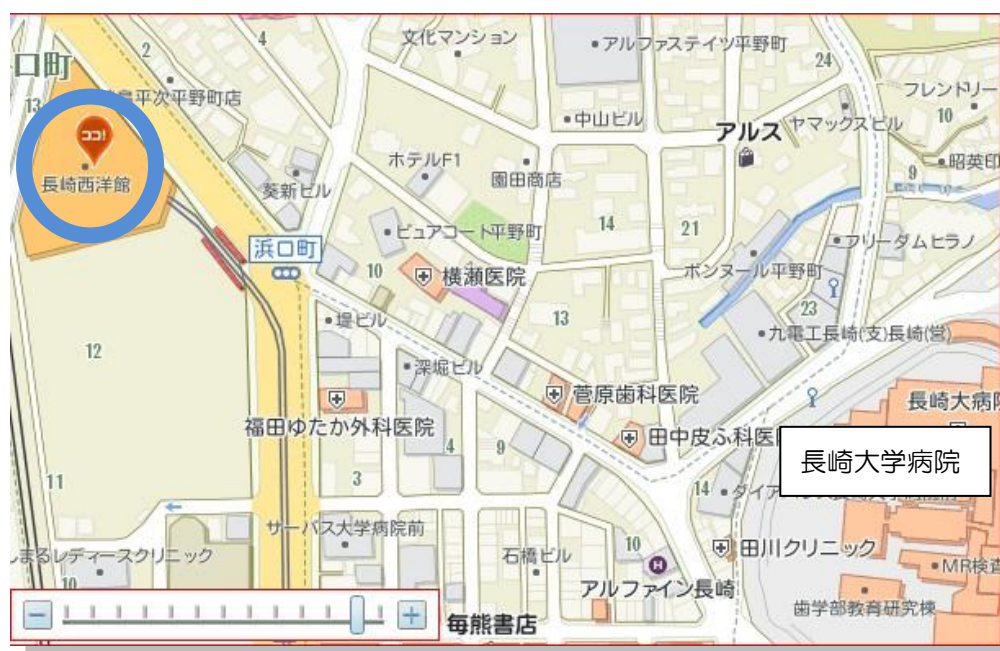 文化マンション
アルファステイツ平野町
2
4
24
口町
13
平次平野町店
フレンドリー
10
中山ビル
アルス
ヤマックスビル
ココ!
長崎西洋館
ホテルF1
園田商店
9
昭英印
葵新ビル
浜口町
ピュアコート平野町
14
21
フリーダムヒラノ
10
横瀬医院
ボンヌール平野町
23
堤ビル
13
九電工長崎(支)長崎(営)
12
深堀ビル
菅原歯科医院
長崎大病院
福田ゆたか外科医院
田中皮ふ科医
長崎大学病院
4
9
11
3
14
サーバス大学病院前
しまるレディースクリニック
石橋ビル
10
田川クリニック
MR検査
10
H
アルファイン長崎
歯学部教育研究棟
毎熊書店